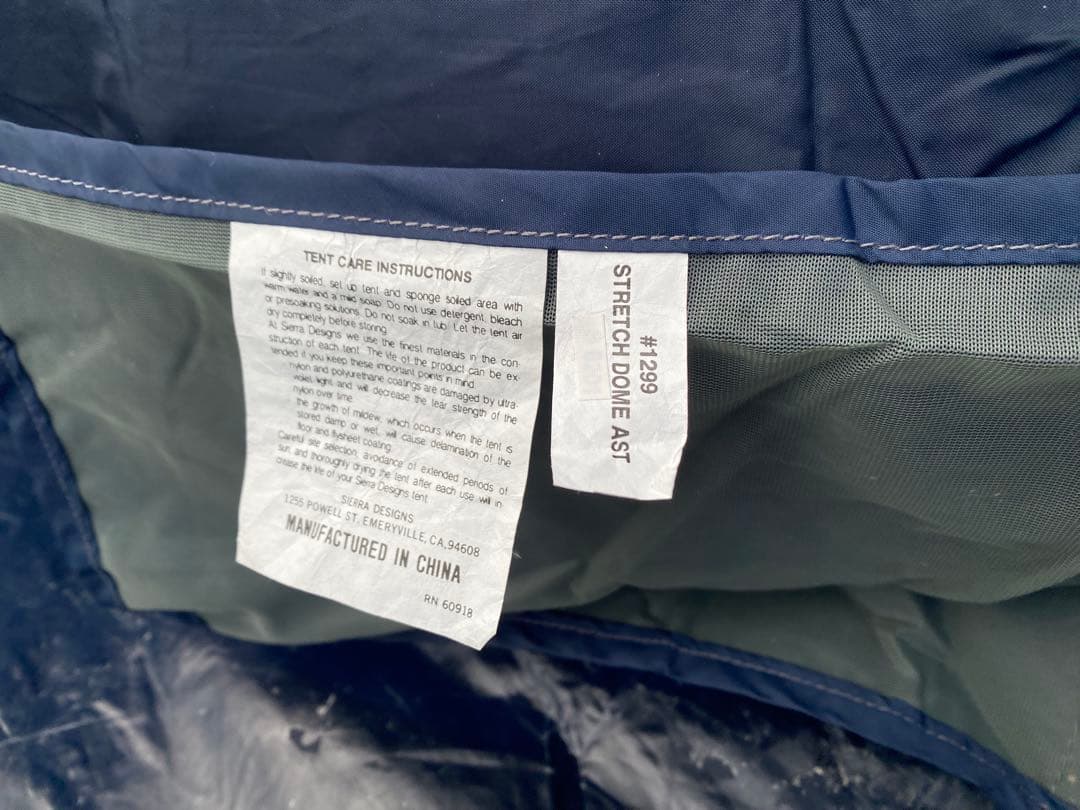 TENT CARE INSTRUCTIONS
If slightly soiled, set up tent and sponge soiled area with
warm water and a mild soap. Do not use detergent, bleach
or presoaking solutions. Do not soak in tub! Let the tent air
dry completely before storing.
At Sierra Designs we use the finest materials in the con-
struction of each tent. The life of the product can be ex-
tended if you keep these important points in mind.
nylon and polyurethane coatings are damaged by ultra-
violet light and will decrease the tear strength of the
nylon over time.
the growth of mildew, which occurs when the tent is
stored damp or wet, will cause delamination of the
floor and flysheet coating.
Careful site selection, avoidance of extended periods of
sun, and thoroughly drying the tent after each use will in
crease the life of your Sierra Designs tent.
SIERRA DESIGNS
1255 POWELL ST. EMERYVILLE, CA. 94608
MANUFACTURED IN CHINA
RN 60918
#1299
STRETCH DOME AST